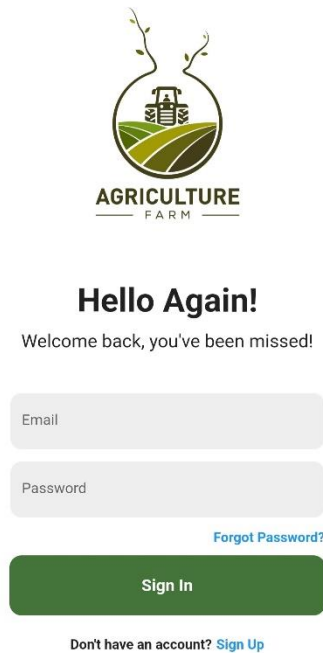 AGRICULTURE
FARM
Hello Again!
Welcome back, you've been missed!
Email
Password
Forgot Password?
Sign In
Don't have an account? Sign Up